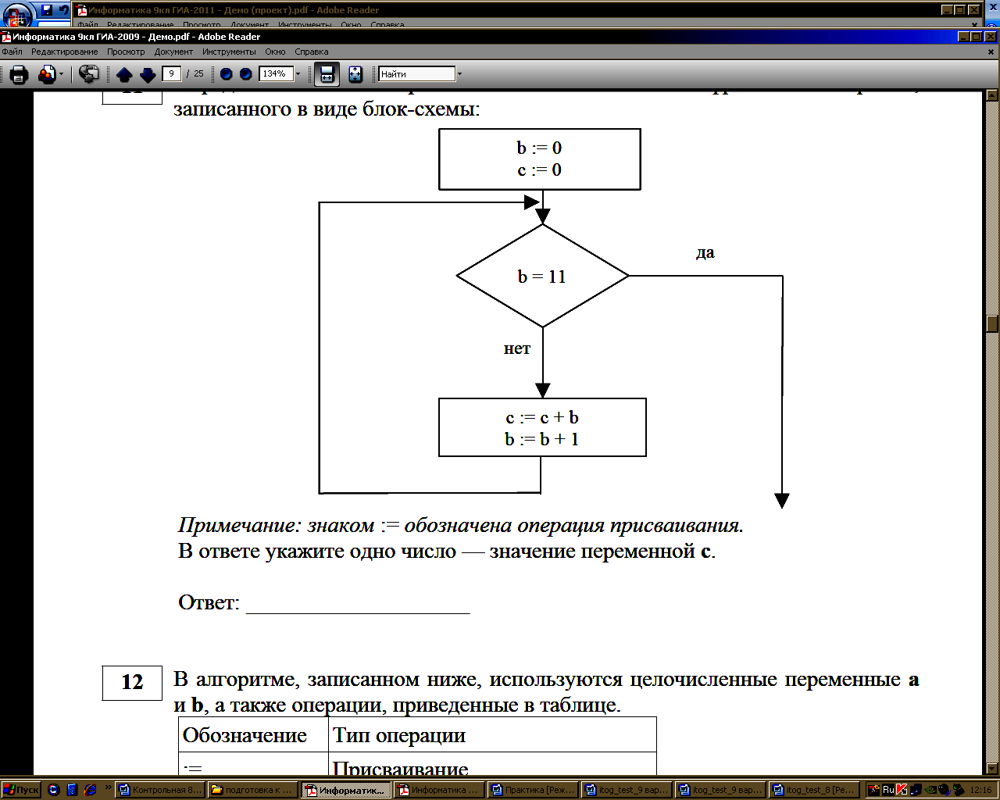 Информатика 9кл ГИА-2011 - Демо (проект).pdf - Adobe Reader
Файл Редактирование Просмотр Документ Инструменты Окно Справка
Информатика 9кл ГИА-2009 - Демо.pdf - Adobe Reader
Файл Редактирование Просмотр Документ Инструменты Окно Справка
9 / 25 134% Найти
записанного в виде блок-схемы:
b := 0
c := 0
да
b = 11
нет
c := c + b
b := b + 1
Примечание: знаком := обозначена операция присваивания.
В ответе укажите одно число — значение переменной с.
Ответ: ____________________
12 В алгоритме, записанном ниже, используются целочисленные переменные a
и b, а также операции, приведенные в таблице.
Обозначение Тип операции
:= Присваивание
Пуск » Контрольная 8... подготовка к ... Информатик... Информатика ... Практика [Реж... itog_test_9 вар... itog_test_9 вар... itog_test_8 [Ре... Ru 12:16